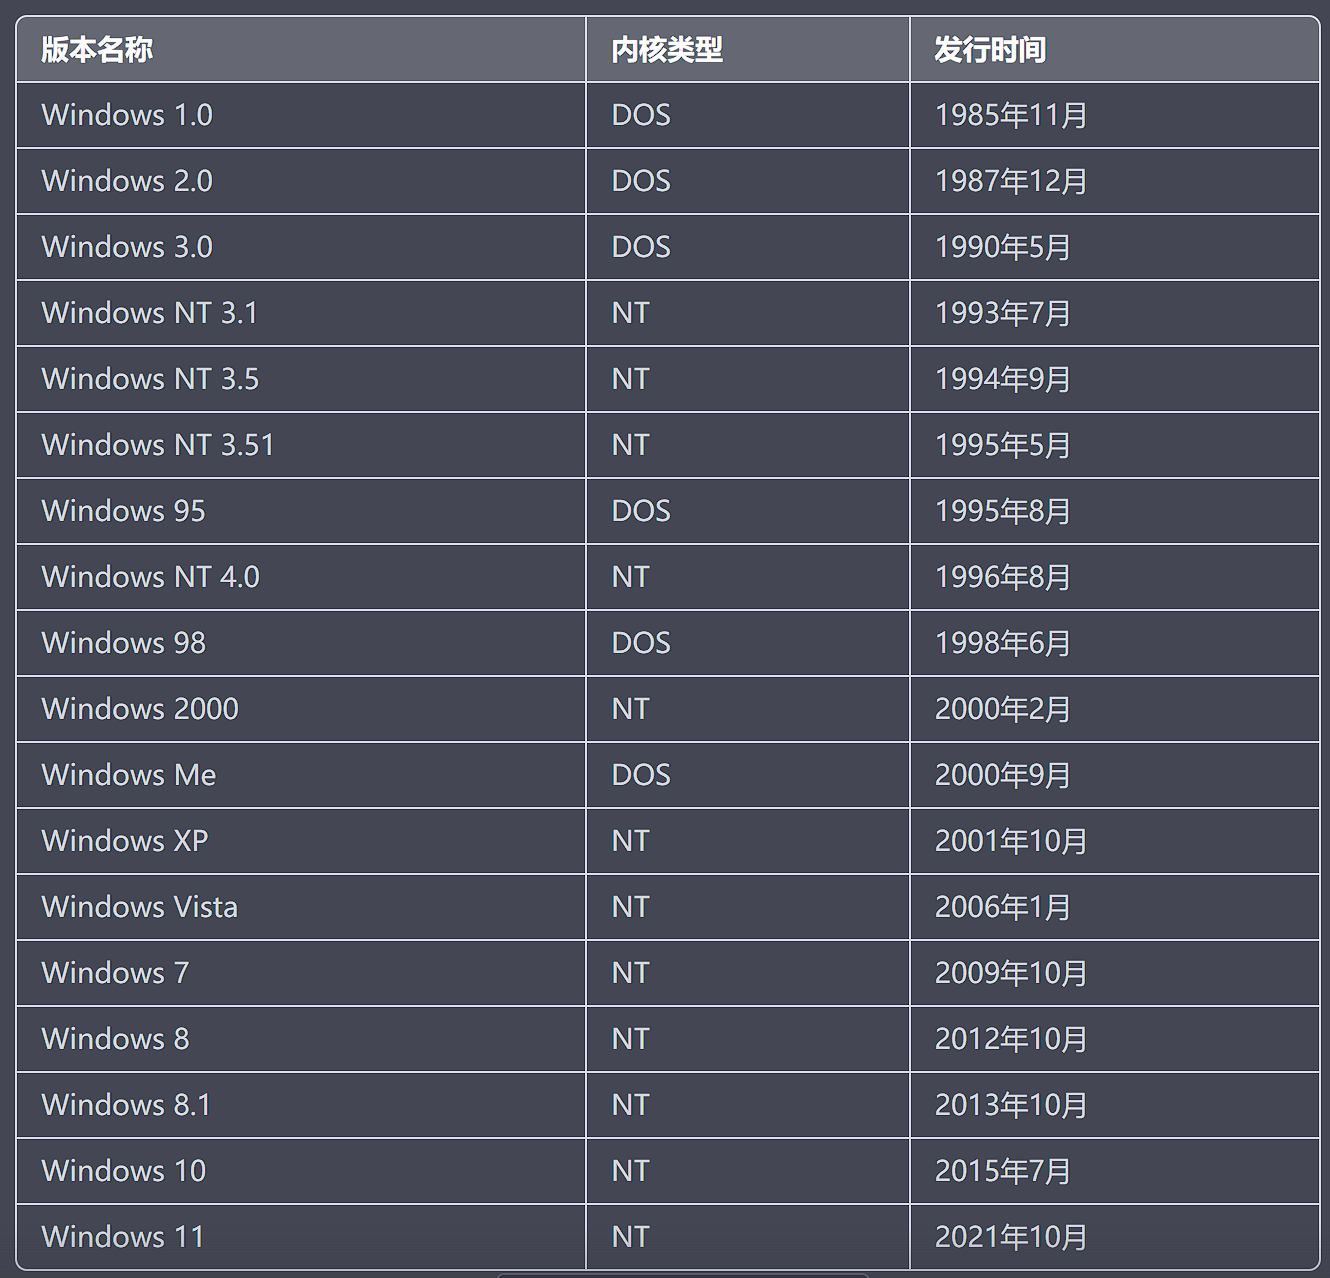 版本名称 内核类型 发行时间
Windows 1.0 DOS 1985年11月
Windows 2.0 DOS 1987年12月
Windows 3.0 DOS 1990年5月
Windows NT 3.1 NT 1993年7月
Windows NT 3.5 NT 1994年9月
Windows NT 3.51 NT 1995年5月
Windows 95 DOS 1995年8月
Windows NT 4.0 NT 1996年8月
Windows 98 DOS 1998年6月
Windows 2000 NT 2000年2月
Windows Me DOS 2000年9月
Windows XP NT 2001年10月
Windows Vista NT 2006年1月
Windows 7 NT 2009年10月
Windows 8 NT 2012年10月
Windows 8.1 NT 2013年10月
Windows 10 NT 2015年7月
Windows 11 NT 2021年10月